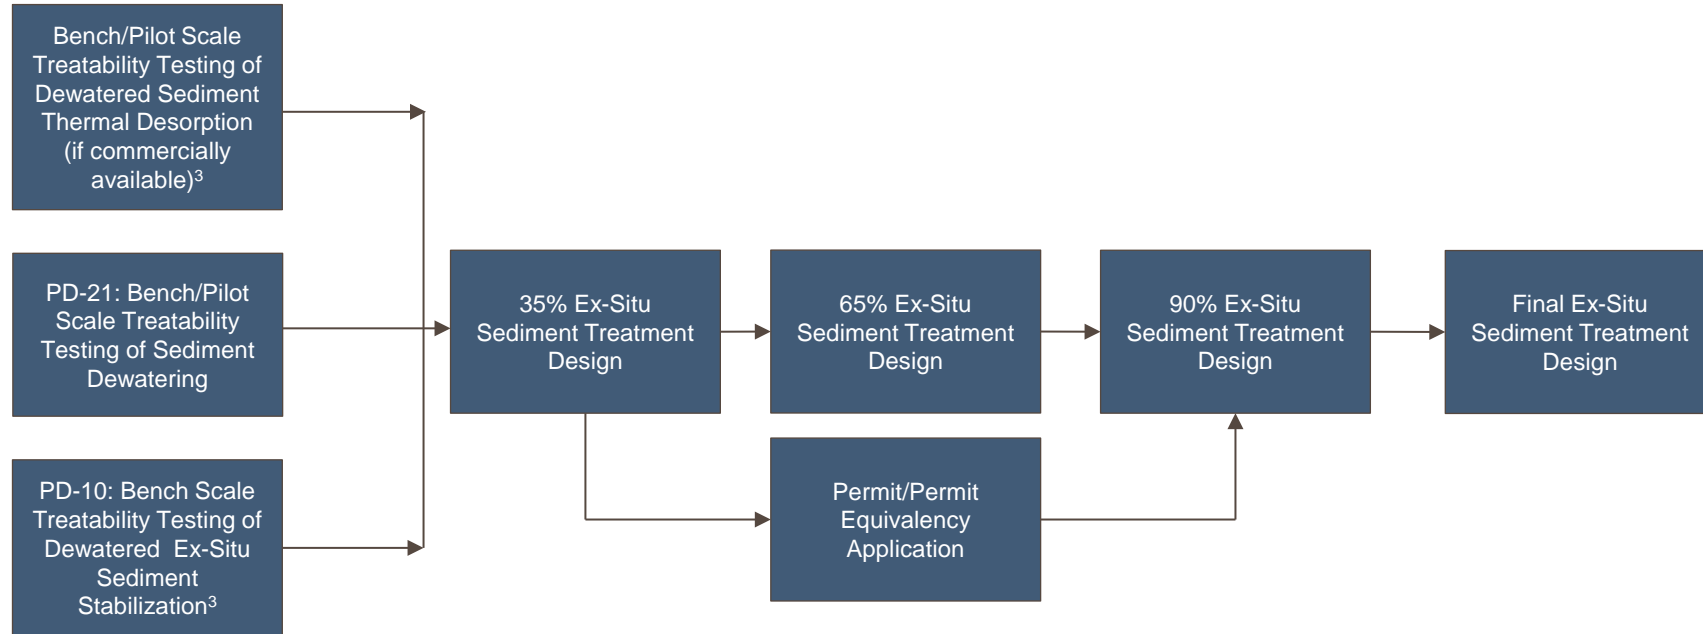 Bench/Pilot Scale
Treatability Testing of
Dewatered Sediment
Thermal Desorption
(if commercially
available)³
PD-21: Bench/Pilot
Scale Treatability
Testing of Sediment
Dewatering
PD-10: Bench Scale
Treatability Testing of
Dewatered  Ex-Situ
Sediment
Stabilization³
35% Ex-Situ
Sediment Treatment
Design
65% Ex-Situ
Sediment Treatment
Design
90% Ex-Situ
Sediment Treatment
Design
Final Ex-Situ
Sediment Treatment
Design
Permit/Permit
Equivalency
Application